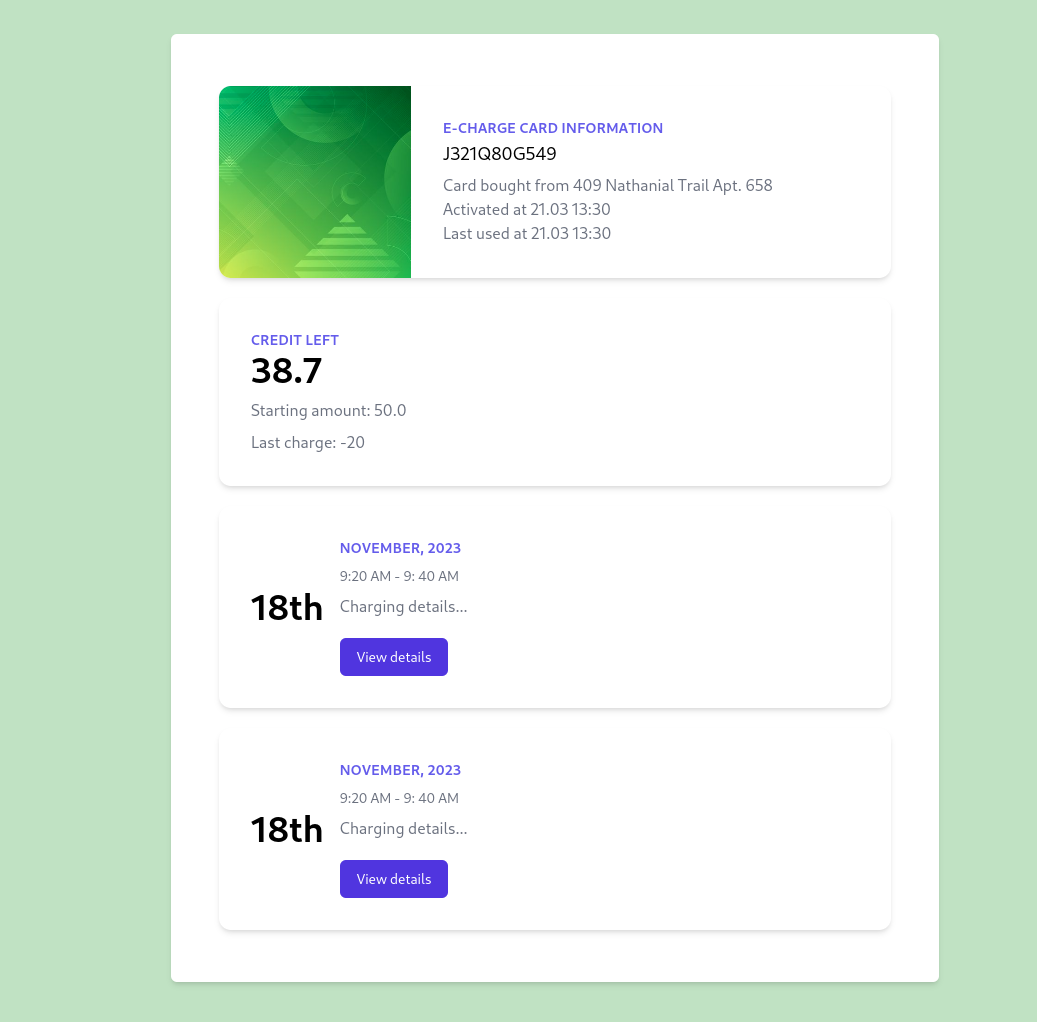 E-CHARGE CARD INFORMATION
J321Q80G549
Card bought from 409 Nathanial Trail Apt. 658
Activated at 21.03 13:30
Last used at 21.03 13:30
CREDIT LEFT
38.7
Starting amount: 50.0
Last charge: -20
NOVEMBER, 2023
9:20 AM - 9: 40 AM
18th
Charging details...
View details
NOVEMBER, 2023
9:20 AM - 9: 40 AM
18th
Charging details...
View details